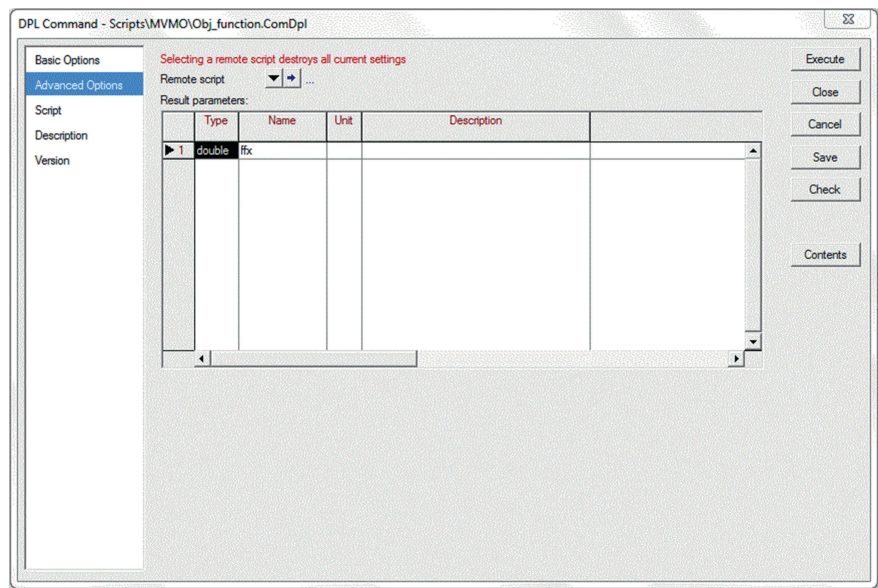 DPL Command - Scripts\MVMO\Obj_function.ComDpl
Basic Options
Advanced Options
Script
Description
Version
Selecting a remote script destroys all current settings
Remote script ...
Result parameters:
Type Name Unit Description
1 double ffx
Execute
Close
Cancel
Save
Check
Contents